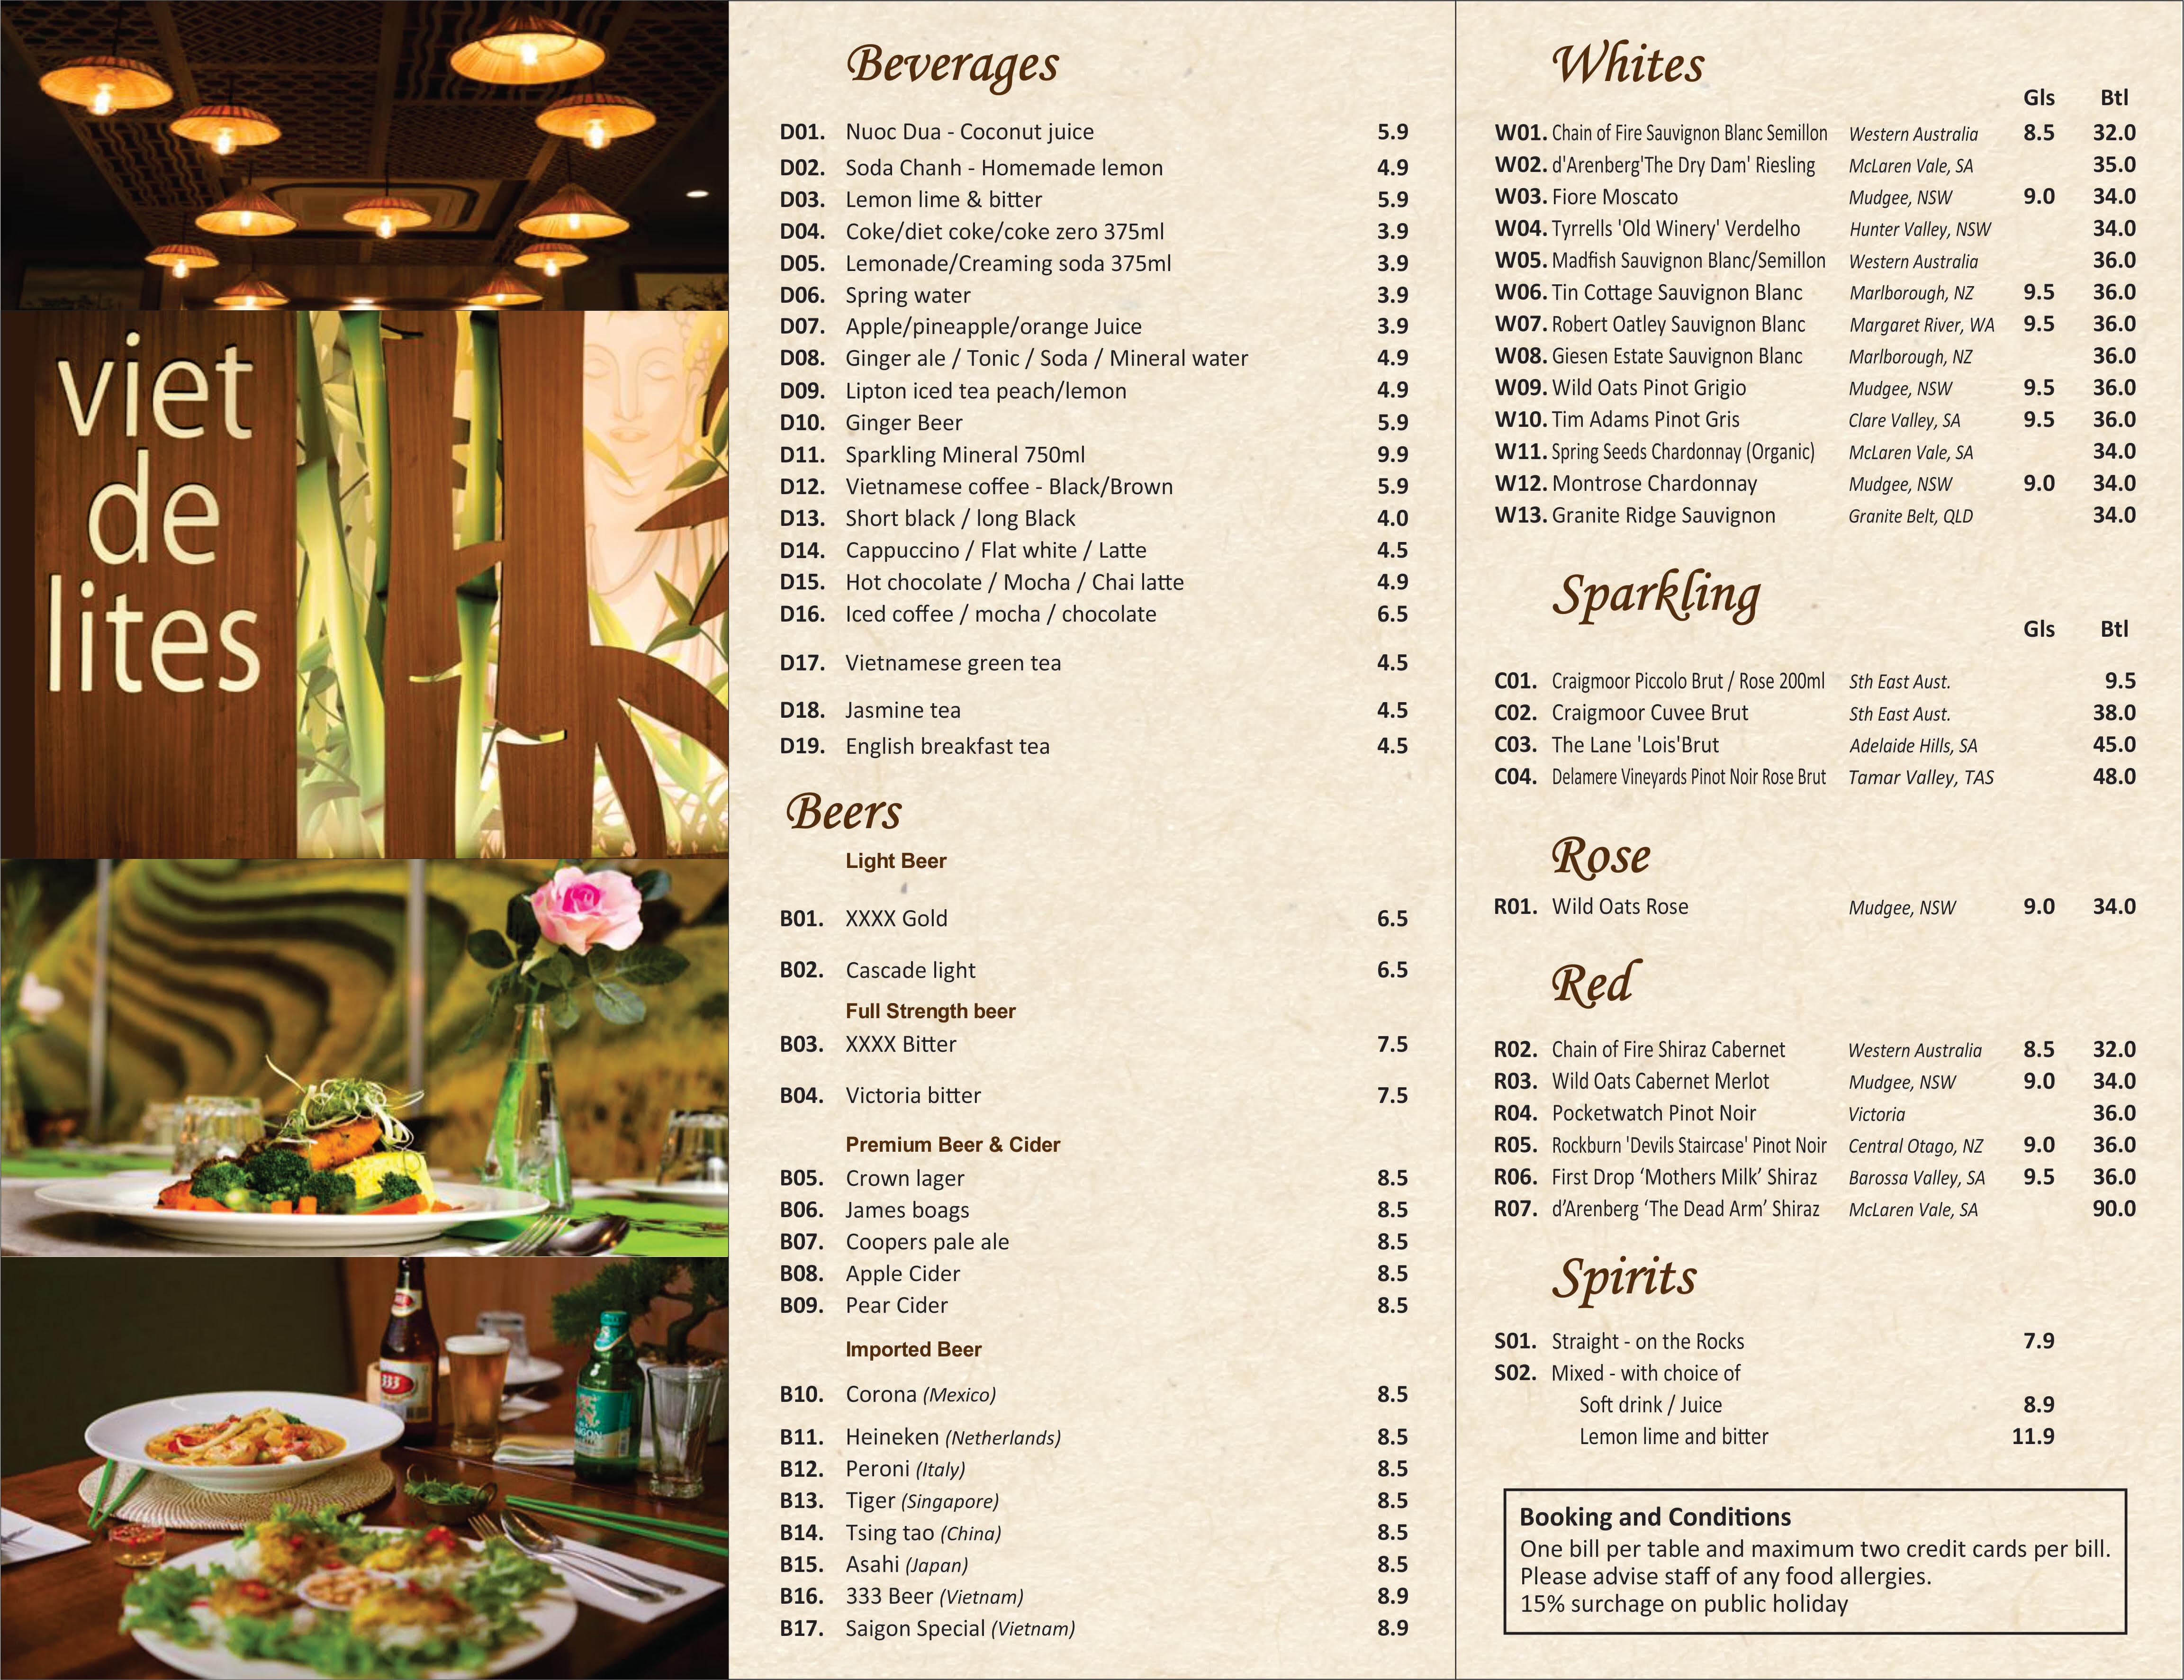 viet
de
lites
333
SAIGON
Beverages
D01. Nuoc Dua - Coconut juice 5.9
D02. Soda Chanh - Homemade lemon 4.9
D03. Lemon lime & bitter 5.9
D04. Coke/diet coke/coke zero 375ml 3.9
D05. Lemonade/Creaming soda 375ml 3.9
D06. Spring water 3.9
D07. Apple/pineapple/orange Juice 3.9
D08. Ginger ale / Tonic / Soda / Mineral water 4.9
D09. Lipton iced tea peach/lemon 4.9
D10. Ginger Beer 5.9
D11. Sparkling Mineral 750ml 9.9
D12. Vietnamese coffee - Black/Brown 5.9
D13. Short black / long Black 4.0
D14. Cappuccino / Flat white / Latte 4.5
D15. Hot chocolate / Mocha / Chai latte 4.9
D16. Iced coffee / mocha / chocolate 6.5
D17. Vietnamese green tea 4.5
D18. Jasmine tea 4.5
D19. English breakfast tea 4.5
Beers
Light Beer
B01. XXXX Gold 6.5
B02. Cascade light 6.5
Full Strength beer
B03. XXXX Bitter 7.5
B04. Victoria bitter 7.5
Premium Beer & Cider
B05. Crown lager 8.5
B06. James boags 8.5
B07. Coopers pale ale 8.5
B08. Apple Cider 8.5
B09. Pear Cider 8.5
Imported Beer
B10. Corona (Mexico) 8.5
B11. Heineken (Netherlands) 8.5
B12. Peroni (Italy) 8.5
B13. Tiger (Singapore) 8.5
B14. Tsing tao (China) 8.5
B15. Asahi (Japan) 8.5
B16. 333 Beer (Vietnam) 8.9
B17. Saigon Special (Vietnam) 8.9
Whites
Gls Btl
W01. Chain of Fire Sauvignon Blanc Semillon Western Australia 8.5 32.0
W02. d'Arenberg'The Dry Dam' Riesling McLaren Vale, SA 35.0
W03. Fiore Moscato Mudgee, NSW 9.0 34.0
W04. Tyrrells 'Old Winery' Verdelho Hunter Valley, NSW 34.0
W05. Madfish Sauvignon Blanc/Semillon Western Australia 36.0
W06. Tin Cottage Sauvignon Blanc Marlborough, NZ 9.5 36.0
W07. Robert Oatley Sauvignon Blanc Margaret River, WA 9.5 36.0
W08. Giesen Estate Sauvignon Blanc Marlborough, NZ 36.0
W09. Wild Oats Pinot Grigio Mudgee, NSW 9.5 36.0
W10. Tim Adams Pinot Gris Clare Valley, SA 9.5 36.0
W11. Spring Seeds Chardonnay (Organic) McLaren Vale, SA 34.0
W12. Montrose Chardonnay Mudgee, NSW 9.0 34.0
W13. Granite Ridge Sauvignon Granite Belt, QLD 34.0
Sparkling
Gls Btl
C01. Craigmoor Piccolo Brut / Rose 200ml Sth East Aust. 9.5
C02. Craigmoor Cuvee Brut Sth East Aust. 38.0
C03. The Lane 'Lois'Brut Adelaide Hills, SA 45.0
C04. Delamere Vineyards Pinot Noir Rose Brut Tamar Valley, TAS 48.0
Rose
R01. Wild Oats Rose Mudgee, NSW 9.0 34.0
Red
R02. Chain of Fire Shiraz Cabernet Western Australia 8.5 32.0
R03. Wild Oats Cabernet Merlot Mudgee, NSW 9.0 34.0
R04. Pocketwatch Pinot Noir Victoria 36.0
R05. Rockburn 'Devils Staircase' Pinot Noir Central Otago, NZ 9.0 36.0
R06. First Drop ‘Mothers Milk’ Shiraz Barossa Valley, SA 9.5 36.0
R07. d’Arenberg ‘The Dead Arm’ Shiraz McLaren Vale, SA 90.0
Spirits
S01. Straight - on the Rocks 7.9
S02. Mixed - with choice of
Soft drink / Juice 8.9
Lemon lime and bitter 11.9
Booking and Conditions
One bill per table and maximum two credit cards per bill.
Please advise staff of any food allergies.
15% surchage on public holiday